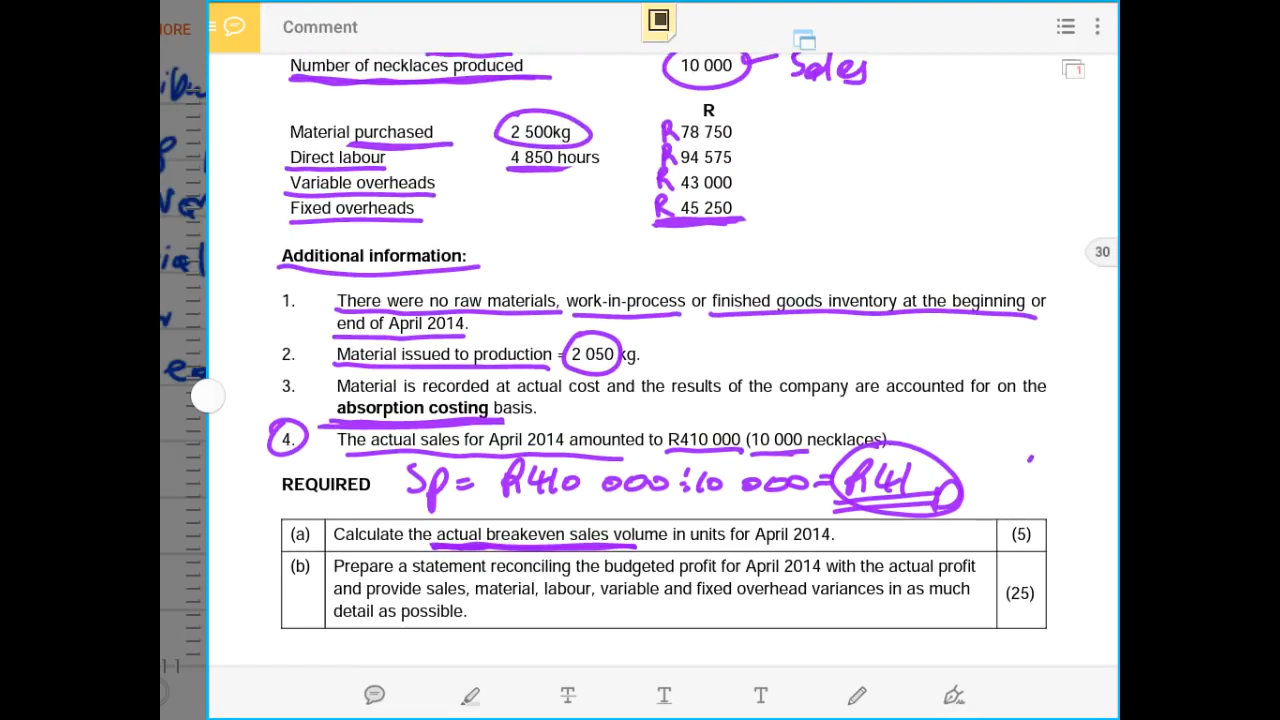 MORE
Comment
Number of necklaces produced 10 000 Sales
1
R
Material purchased 2 500kg R 78 750
Direct labour 4 850 hours R 94 575
Variable overheads R 43 000
Fixed overheads R 45 250
Additional information:
30
1. There were no raw materials, work-in-process or finished goods inventory at the beginning or
end of April 2014.
2. Material issued to production = 2 050 kg.
3. Material is recorded at actual cost and the results of the company are accounted for on the
absorption costing basis.
4. The actual sales for April 2014 amounted to R410 000 (10 000 necklaces).
REQUIRED Sp = R410 000 ÷ 10 000 = R41
(a) Calculate the actual breakeven sales volume in units for April 2014. (5)
(b) Prepare a statement reconciling the budgeted profit for April 2014 with the actual profit
and provide sales, material, labour, variable and fixed overhead variances in as much (25)
detail as possible.